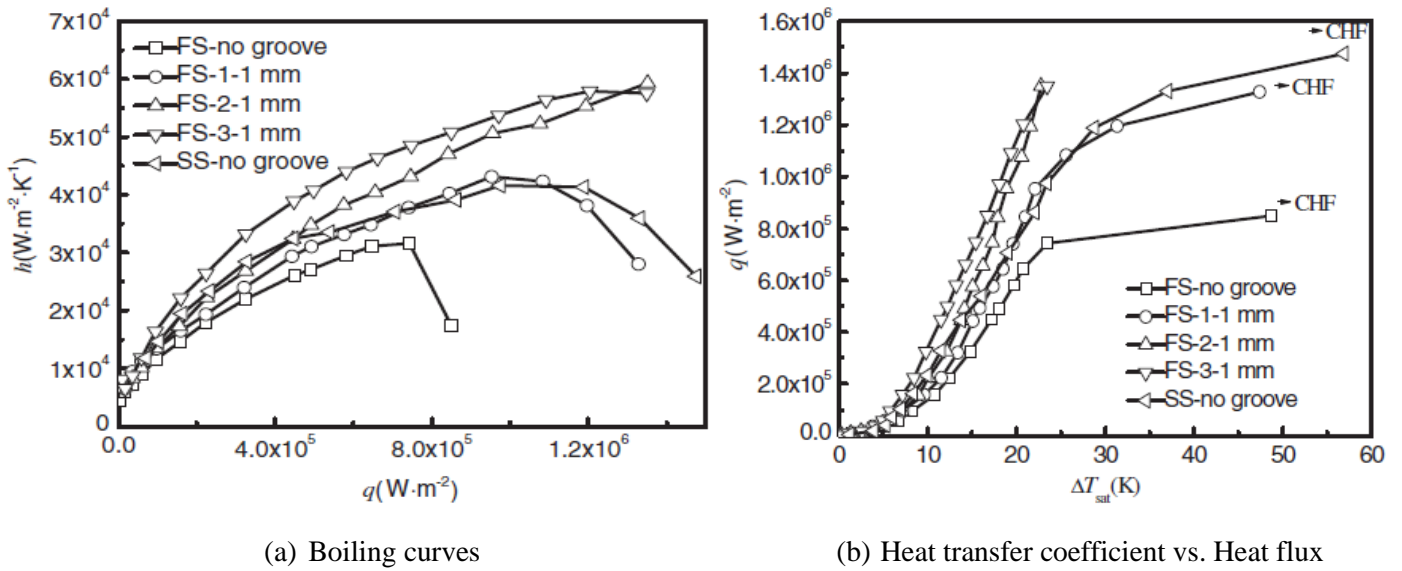 7x10⁴
6x10⁴
5x10⁴
4x10⁴
3x10⁴
2x10⁴
1x10⁴
0
h(W·m⁻²·K⁻¹)
FS-no groove
FS-1-1 mm
FS-2-1 mm
FS-3-1 mm
SS-no groove
0.0 4.0x10⁵ 8.0x10⁵ 1.2x10⁶
q(W·m⁻²)
(a) Boiling curves
1.6x10⁶
1.4x10⁶
1.2x10⁶
1.0x10⁶
8.0x10⁵
6.0x10⁵
4.0x10⁵
2.0x10⁵
0.0
q(W·m⁻²)
CHF
CHF
CHF
FS-no groove
FS-1-1 mm
FS-2-1 mm
FS-3-1 mm
SS-no groove
0 10 20 30 40 50 60
ΔTsat(K)
(b) Heat transfer coefficient vs. Heat flux